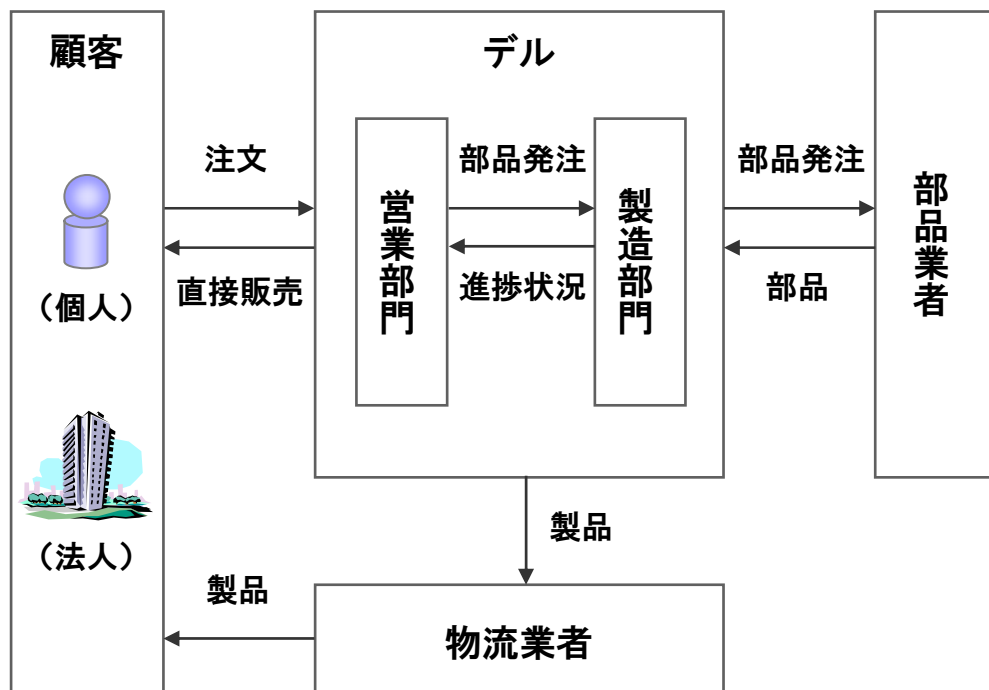 顧客
デル
注文
部品発注
部品発注
営業部門
製造部門
部品業者
直接販売
進捗状況
部品
（個人）
（法人）
製品
製品
物流業者